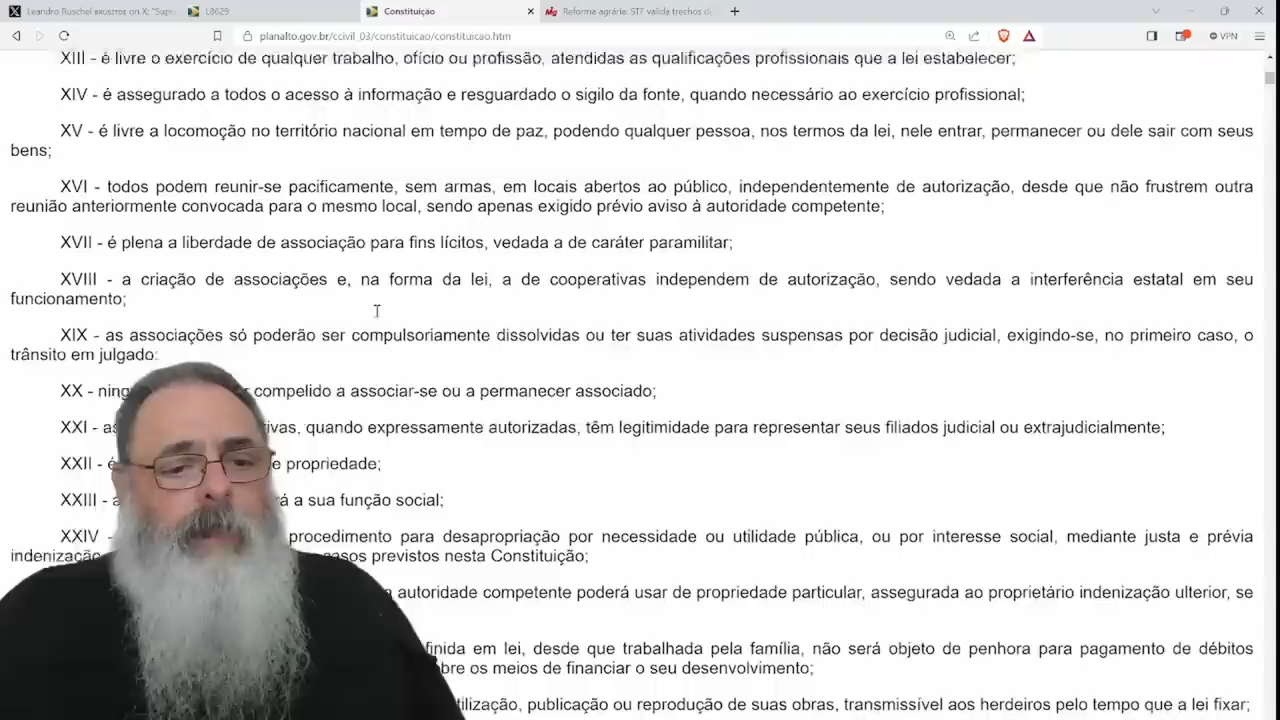 Leandro Ruschel on X: "Supr
L8629
Constituição
Reforma agrária: STF valida trechos d
planalto.gov.br/ccivil_03/constituicao/constituicao.htm
VPN
XIII - é livre o exercício de qualquer trabalho, ofício ou profissão, atendidas as qualificações profissionais que a lei estabelecer;
XIV - é assegurado a todos o acesso à informação e resguardado o sigilo da fonte, quando necessário ao exercício profissional;
XV - é livre a locomoção no território nacional em tempo de paz, podendo qualquer pessoa, nos termos da lei, nele entrar, permanecer ou dele sair com seus
bens;
XVI - todos podem reunir-se pacificamente, sem armas, em locais abertos ao público, independentemente de autorização, desde que não frustrem outra
reunião anteriormente convocada para o mesmo local, sendo apenas exigido prévio aviso à autoridade competente;
XVII - é plena a liberdade de associação para fins lícitos, vedada a de caráter paramilitar;
XVIII - a criação de associações e, na forma da lei, a de cooperativas independem de autorização, sendo vedada a interferência estatal em seu
funcionamento;
XIX - as associações só poderão ser compulsoriamente dissolvidas ou ter suas atividades suspensas por decisão judicial, exigindo-se, no primeiro caso, o
trânsito em julgado;
XX - ning compelido a associar-se ou a permanecer associado;
XXI - as ivas, quando expressamente autorizadas, têm legitimidade para representar seus filiados judicial ou extrajudicialmente;
XXII - é e propriedade;
XXIII - a á a sua função social;
XXIV - procedimento para desapropriação por necessidade ou utilidade pública, ou por interesse social, mediante justa e prévia
indenização casos previstos nesta Constituição;
autoridade competente poderá usar de propriedade particular, assegurada ao proprietário indenização ulterior, se
finida em lei, desde que trabalhada pela família, não será objeto de penhora para pagamento de débitos
bre os meios de financiar o seu desenvolvimento;
tilização, publicação ou reprodução de suas obras, transmissível aos herdeiros pelo tempo que a lei fixar;